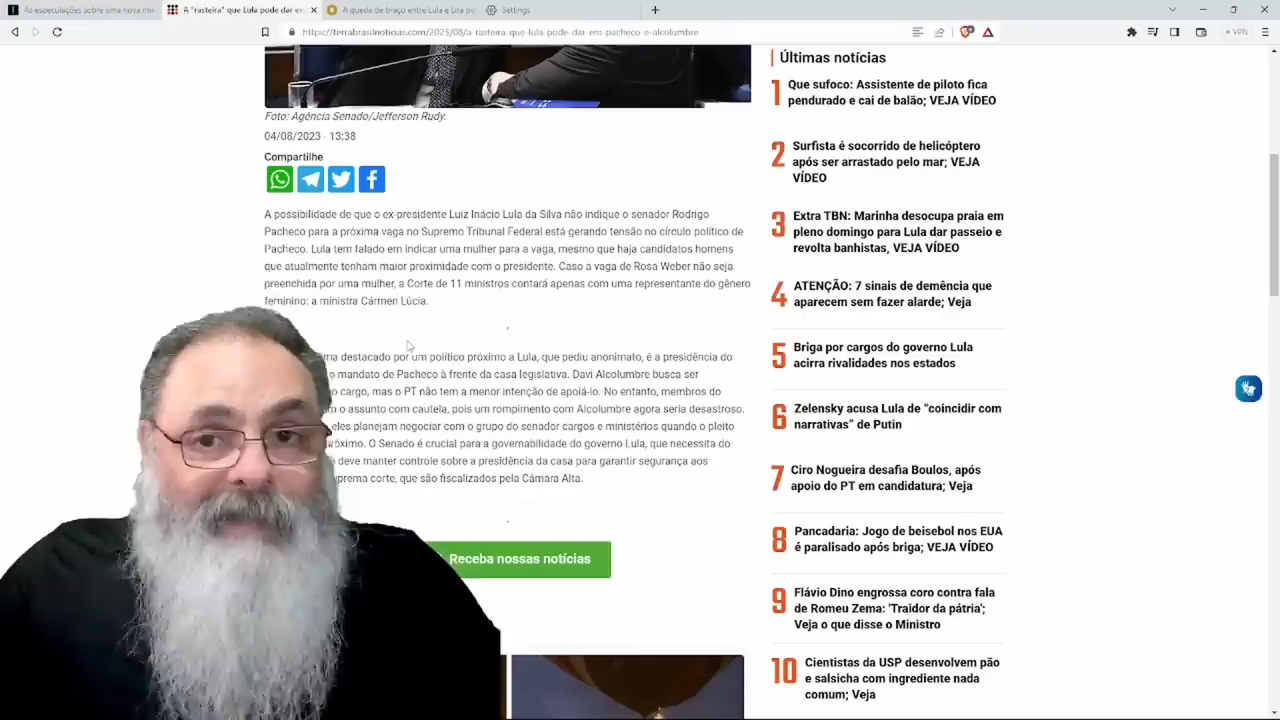 As especulações sobre uma nova mi
A "rasteira" que Lula pode dar em
A queda de braço entre Lula e Lira pe
Settings
https://terrabrasilnoticias.com/2023/08/a-rasteira-que-lula-pode-dar-em-pacheco-e-alcolumbre
VPN
Foto: Agência Senado/Jefferson Rudy.
04/08/2023 - 13:38
Compartilhe
A possibilidade de que o ex-presidente Luiz Inácio Lula da Silva não indique o senador Rodrigo
Pacheco para a próxima vaga no Supremo Tribunal Federal está gerando tensão no círculo político de
Pacheco. Lula tem falado em indicar uma mulher para a vaga, mesmo que haja candidatos homens
que atualmente tenham maior proximidade com o presidente. Caso a vaga de Rosa Weber não seja
preenchida por uma mulher, a Corte de 11 ministros contará apenas com uma representante do gênero
feminino: a ministra Cármen Lúcia.
ma destacado por um político próximo a Lula, que pediu anonimato, é a presidência do
o mandato de Pacheco à frente da casa legislativa. Davi Alcolumbre busca ser
cargo, mas o PT não tem a menor intenção de apoiá-lo. No entanto, membros do
o assunto com cautela, pois um rompimento com Alcolumbre agora seria desastroso.
eles planejam negociar com o grupo do senador cargos e ministérios quando o pleito
róximo. O Senado é crucial para a governabilidade do governo Lula, que necessita do
deve manter controle sobre a presidência da casa para garantir segurança aos
prema corte, que são fiscalizados pela Câmara Alta.
Receba nossas notícias
Últimas notícias
1 Que sufoco: Assistente de piloto fica
pendurado e cai de balão; VEJA VÍDEO
2 Surfista é socorrido de helicóptero
após ser arrastado pelo mar; VEJA
VÍDEO
3 Extra TBN: Marinha desocupa praia em
pleno domingo para Lula dar passeio e
revolta banhistas, VEJA VÍDEO
4 ATENÇÃO: 7 sinais de demência que
aparecem sem fazer alarde; Veja
5 Briga por cargos do governo Lula
acirra rivalidades nos estados
6 Zelensky acusa Lula de "coincidir com
narrativas" de Putin
7 Ciro Nogueira desafia Boulos, após
apoio do PT em candidatura; Veja
8 Pancadaria: Jogo de beisebol nos EUA
é paralisado após briga; VEJA VÍDEO
9 Flávio Dino engrossa coro contra fala
de Romeu Zema: 'Traidor da pátria';
Veja o que disse o Ministro
10 Cientistas da USP desenvolvem pão
e salsicha com ingrediente nada
comum; Veja